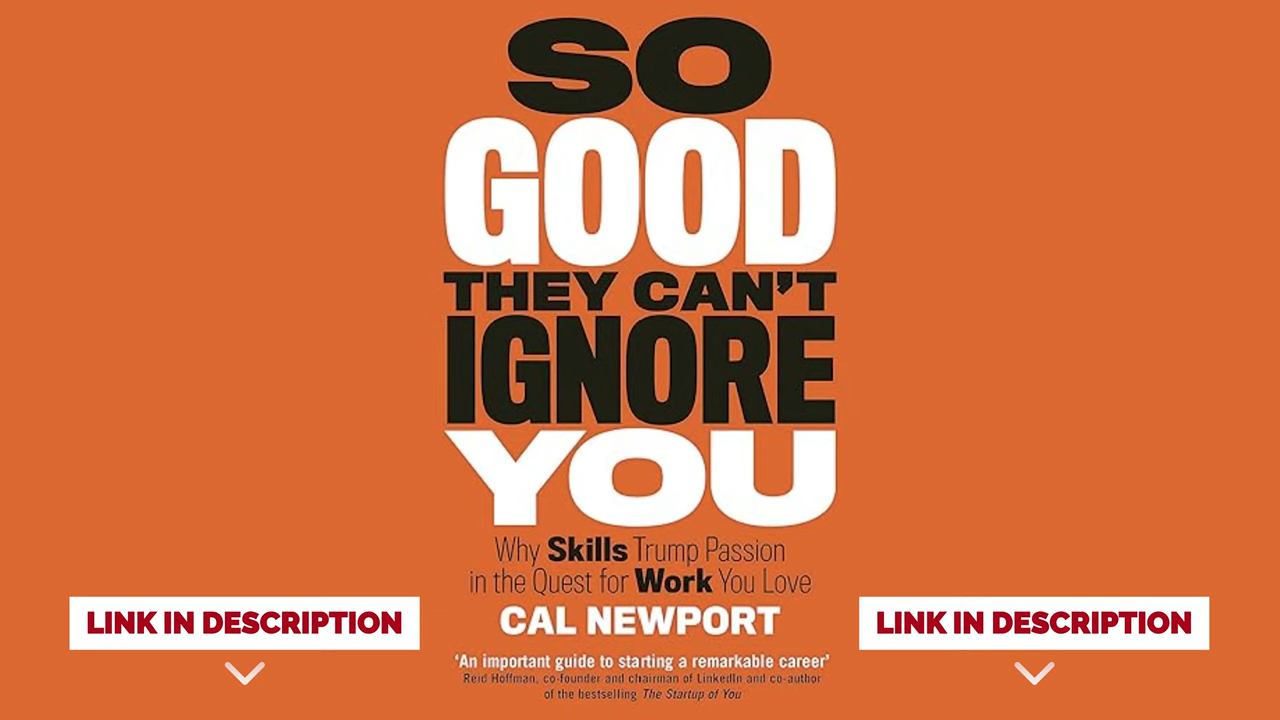 SO
GOOD
THEY CAN'T
IGNORE
YOU
Why Skills Trump Passion
in the Quest for Work You Love
CAL NEWPORT
'An important guide to starting a remarkable career'
Reid Hoffman, co-founder and chairman of LinkedIn and co-author
of the bestselling The Startup of You
LINK IN DESCRIPTION
LINK IN DESCRIPTION